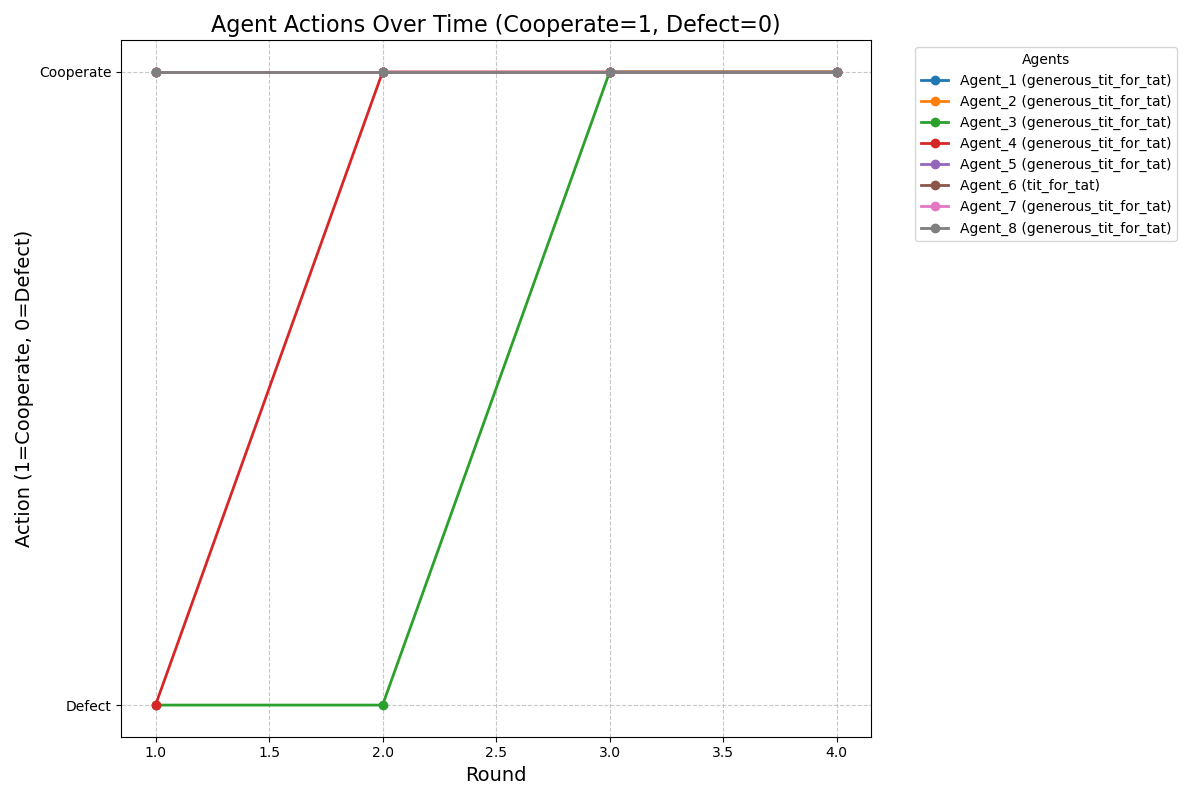 Agent Actions Over Time (Cooperate=1, Defect=0)
Action (1=Cooperate, 0=Defect)
Cooperate
Defect
1.0 1.5 2.0 2.5 3.0 3.5 4.0
Round
Agents
Agent_1 (generous_tit_for_tat)
Agent_2 (generous_tit_for_tat)
Agent_3 (generous_tit_for_tat)
Agent_4 (generous_tit_for_tat)
Agent_5 (generous_tit_for_tat)
Agent_6 (tit_for_tat)
Agent_7 (generous_tit_for_tat)
Agent_8 (generous_tit_for_tat)